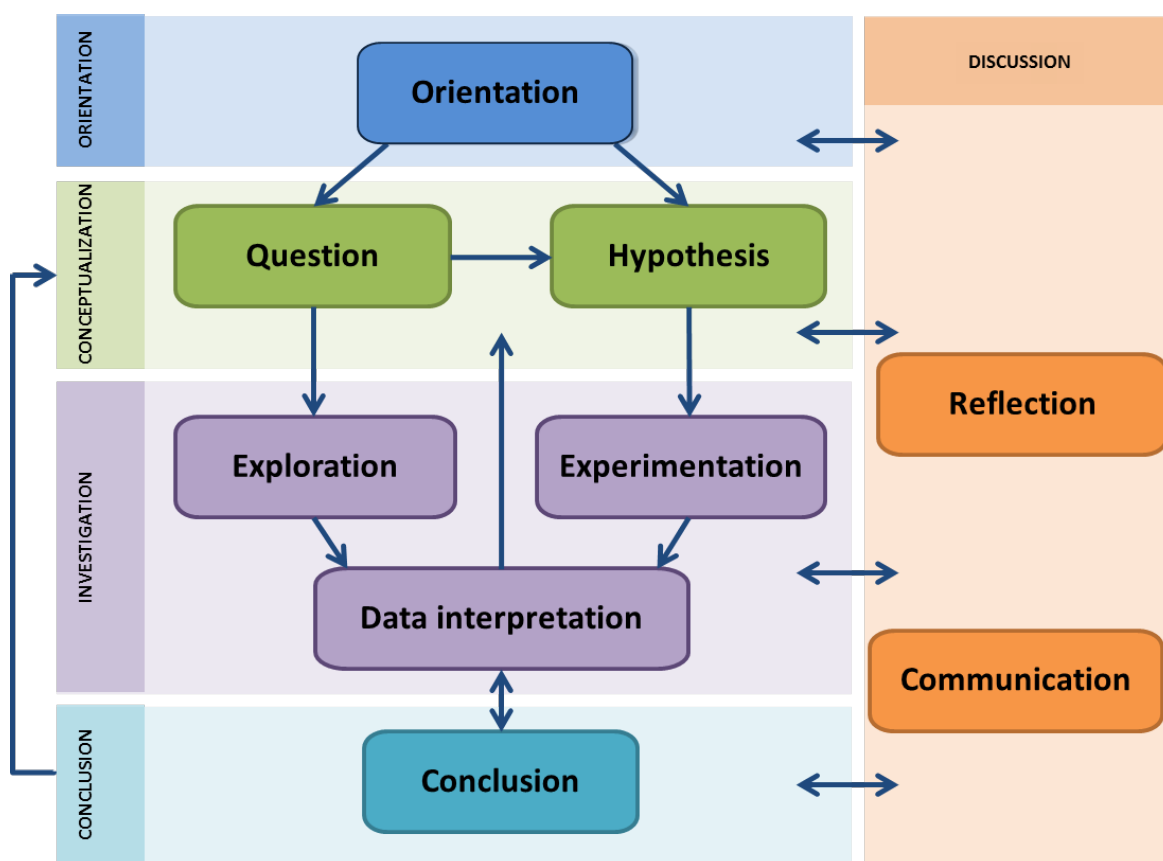 ORIENTATION
Orientation
DISCUSSION
CONCEPTUALIZATION
Question
Hypothesis
Reflection
INVESTIGATION
Exploration
Experimentation
Data interpretation
Communication
CONCLUSION
Conclusion